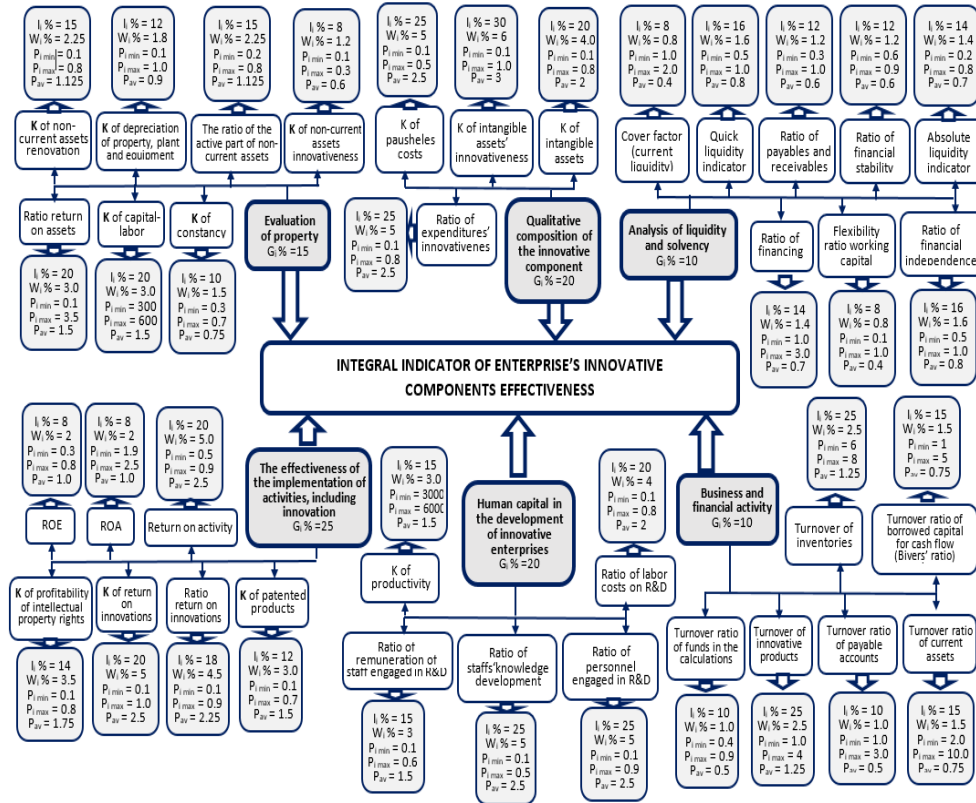 Iᵢ % = 15
Wᵢ % = 2.25
Pᵢ min = 0.1
Pᵢ max = 0.8
Pav = 1.125
K of non-
current assets
renovation
Iᵢ % = 12
Wᵢ % = 1.8
Pᵢ min = 0.1
Pᵢ max = 1.0
Pav = 0.9
K of depreciation
of property, plant
and equipment
Iᵢ % = 15
Wᵢ % = 2.25
Pᵢ min = 0.2
Pᵢ max = 0.8
Pav = 1.125
The ratio of the
active part of non-
current assets
Iᵢ % = 8
Wᵢ % = 1.2
Pᵢ min = 0.1
Pᵢ max = 0.3
Pav = 0.6
K of non-current
assets
innovativeness
Iᵢ % = 25
Wᵢ % = 5
Pᵢ min = 0.1
Pᵢ max = 0.5
Pav = 2.5
K of
pausheles
costs
Iᵢ % = 30
Wᵢ % = 6
Pᵢ min = 0.1
Pᵢ max = 1.0
Pav = 3
K of intangible
assets'
innovativeness
Iᵢ % = 20
Wᵢ % = 4.0
Pᵢ min = 0.1
Pᵢ max = 0.8
Pav = 2
K of
intangible
assets
Iᵢ % = 8
Wᵢ % = 0.8
Pᵢ min = 1.0
Pᵢ max = 2.0
Pav = 0.4
Cover factor
(current
liquidity)
Iᵢ % = 16
Wᵢ % = 1.6
Pᵢ min = 0.5
Pᵢ max = 1.0
Pav = 0.8
Quick
liquidity
indicator
Iᵢ % = 12
Wᵢ % = 1.2
Pᵢ min = 0.3
Pᵢ max = 1.0
Pav = 0.6
Ratio of
payables and
receivables
Iᵢ % = 12
Wᵢ % = 1.2
Pᵢ min = 0.6
Pᵢ max = 0.9
Pav = 0.6
Ratio of
financial
stability
Iᵢ % = 14
Wᵢ % = 1.4
Pᵢ min = 0.2
Pᵢ max = 0.8
Pav = 0.7
Absolute
liquidity
indicator
Ratio return
on assets
Iᵢ % = 20
Wᵢ % = 3.0
Pᵢ min = 0.1
Pᵢ max = 3.5
Pav = 1.5
K of capital-
labor
Iᵢ % = 20
Wᵢ % = 3.0
Pᵢ min = 300
Pᵢ max = 600
Pav = 1.5
K of
constancy
Iᵢ % = 10
Wᵢ % = 1.5
Pᵢ min = 0.3
Pᵢ max = 0.7
Pav = 0.75
Evaluation
of property
Gᵢ % =15
Iᵢ % = 25
Wᵢ % = 5
Pᵢ min = 0.1
Pᵢ max = 0.8
Pav = 2.5
Ratio of
expenditures'
innovativenes
Qualitative
composition of
the innovative
component
Gᵢ % =20
Analysis of liquidity
and solvency
Gᵢ % =10
Ratio of
financing
Iᵢ % = 14
Wᵢ % = 1.4
Pᵢ min = 1.0
Pᵢ max = 3.0
Pav = 0.7
Flexibility
ratio working
capital
Iᵢ % = 8
Wᵢ % = 0.8
Pᵢ min = 0.1
Pᵢ max = 1.0
Pav = 0.4
Ratio of
financial
independence
Iᵢ % = 16
Wᵢ % = 1.6
Pᵢ min = 0.5
Pᵢ max = 1.0
Pav = 0.8
INTEGRAL INDICATOR OF ENTERPRISE'S INNOVATIVE
COMPONENTS EFFECTIVENESS
Iᵢ % = 8
Wᵢ % = 2
Pᵢ min = 0.3
Pᵢ max = 0.8
Pav = 1.0
ROE
Iᵢ % = 8
Wᵢ % = 2
Pᵢ min = 1.9
Pᵢ max = 2.5
Pav = 1.0
ROA
Iᵢ % = 20
Wᵢ % = 5.0
Pᵢ min = 0.5
Pᵢ max = 0.9
Pav = 2.5
Return on activity
The effectiveness of
the implementation of
activities, including
innovation
Gᵢ % =25
Iᵢ % = 15
Wᵢ % = 3.0
Pᵢ min = 3000
Pᵢ max = 6000
Pav = 1.5
K of
productivity
Human capital in
the development
of innovative
enterprises
Gᵢ % =20
Iᵢ % = 20
Wᵢ % = 4
Pᵢ min = 0.1
Pᵢ max = 0.8
Pav = 2
Ratio of labor
costs on R&D
Business and
financial activity
Gᵢ % =10
Iᵢ % = 25
Wᵢ % = 2.5
Pᵢ min = 6
Pᵢ max = 8
Pav = 1.25
Turnover of
inventories
Iᵢ % = 15
Wᵢ % = 1.5
Pᵢ min = 1
Pᵢ max = 5
Pav = 0.75
Turnover ratio of
borrowed capital
for cash flow
(Bivers' ratio)
K of profitability
of intellectual
property rights
Iᵢ % = 14
Wᵢ % = 3.5
Pᵢ min = 0.1
Pᵢ max = 0.8
Pav = 1.75
K of return on
innovations
Iᵢ % = 20
Wᵢ % = 5
Pᵢ min = 0.1
Pᵢ max = 1.0
Pav = 2.5
Ratio
return on
innovations
Iᵢ % = 18
Wᵢ % = 4.5
Pᵢ min = 0.1
Pᵢ max = 0.9
Pav = 2.25
K of patented
products
Iᵢ % = 12
Wᵢ % = 3.0
Pᵢ min = 0.1
Pᵢ max = 0.7
Pav = 1.5
Ratio of
remuneration of
staff engaged in R&D
Iᵢ % = 15
Wᵢ % = 3
Pᵢ min = 0.1
Pᵢ max = 0.6
Pav = 1.5
Ratio of
staffs'knowledge
development
Iᵢ % = 25
Wᵢ % = 5
Pᵢ min = 0.1
Pᵢ max = 0.5
Pav = 2.5
Ratio of
personnel
engaged in R&D
Iᵢ % = 25
Wᵢ % = 5
Pᵢ min = 0.1
Pᵢ max = 0.9
Pav = 2.5
Turnover ratio
of funds in the
calculations
Iᵢ % = 10
Wᵢ % = 1.0
Pᵢ min = 0.4
Pᵢ max = 0.9
Pav = 0.5
Turnover of
innovative
products
Iᵢ % = 25
Wᵢ % = 2.5
Pᵢ min = 1.0
Pᵢ max = 4
Pav = 1.25
Turnover ratio
of payable
accounts
Iᵢ % = 10
Wᵢ % = 1.0
Pᵢ min = 1.0
Pᵢ max = 3.0
Pav = 0.5
Turnover ratio
of current
assets
Iᵢ % = 15
Wᵢ % = 1.5
Pᵢ min = 2.0
Pᵢ max = 10.0
Pav = 0.75